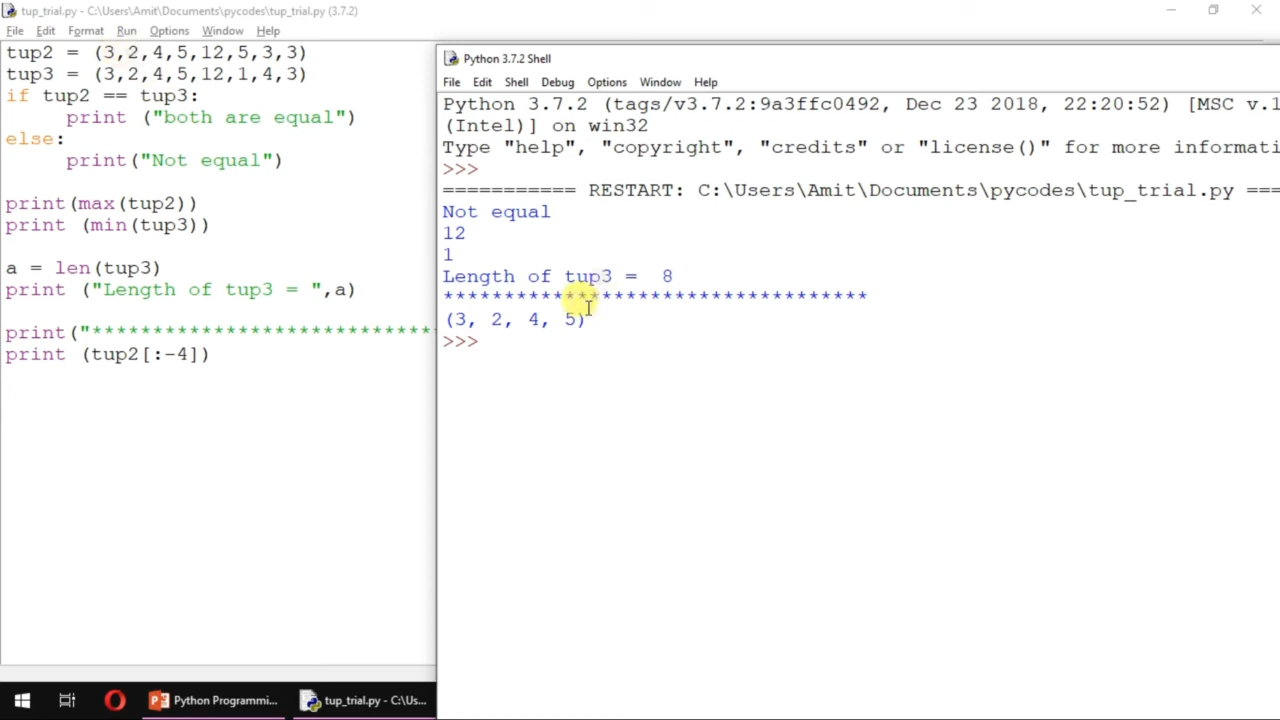 tup_trial.py - C:\Users\Amit\Documents\pycodes\tup_trial.py (3.7.2)
File Edit Format Run Options Window Help
tup2 = (3,2,4,5,12,5,3,3)
tup3 = (3,2,4,5,12,1,4,3)
if tup2 == tup3:
print ("both are equal")
else:
print("Not equal")
print(max(tup2))
print (min(tup3))
a = len(tup3)
print ("Length of tup3 = ",a)
print("*****************************
print (tup2[:-4])
Python 3.7.2 Shell
File Edit Shell Debug Options Window Help
Python 3.7.2 (tags/v3.7.2:9a3ffc0492, Dec 23 2018, 22:20:52) [MSC v.1
(Intel)] on win32
Type "help", "copyright", "credits" or "license()" for more informati
>>>
=========== RESTART: C:\Users\Amit\Documents\pycodes\tup_trial.py ===
Not equal
12
1
Length of tup3 =  8
***********************************
(3, 2, 4, 5)
>>>
Python Programmi...
tup_trial.py - C:\Us...